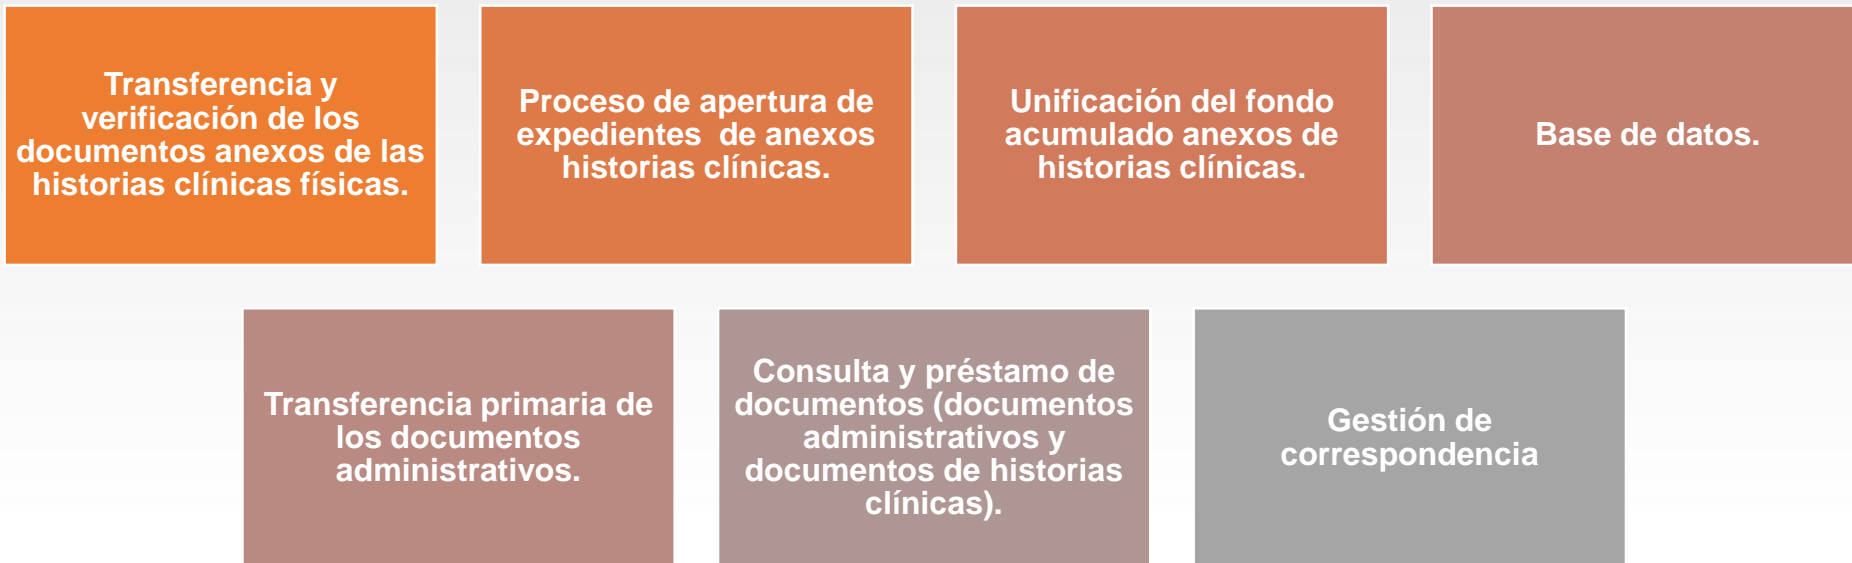 Transferencia y
verificación de los
documentos anexos de las
historias clínicas físicas.
Proceso de apertura de
expedientes de anexos
historias clínicas.
Unificación del fondo
acumulado anexos de
historias clínicas.
Base de datos.
Transferencia primaria de
los documentos
administrativos.
Consulta y préstamo de
documentos (documentos
administrativos y
documentos de historias
clínicas).
Gestión de
correspondencia